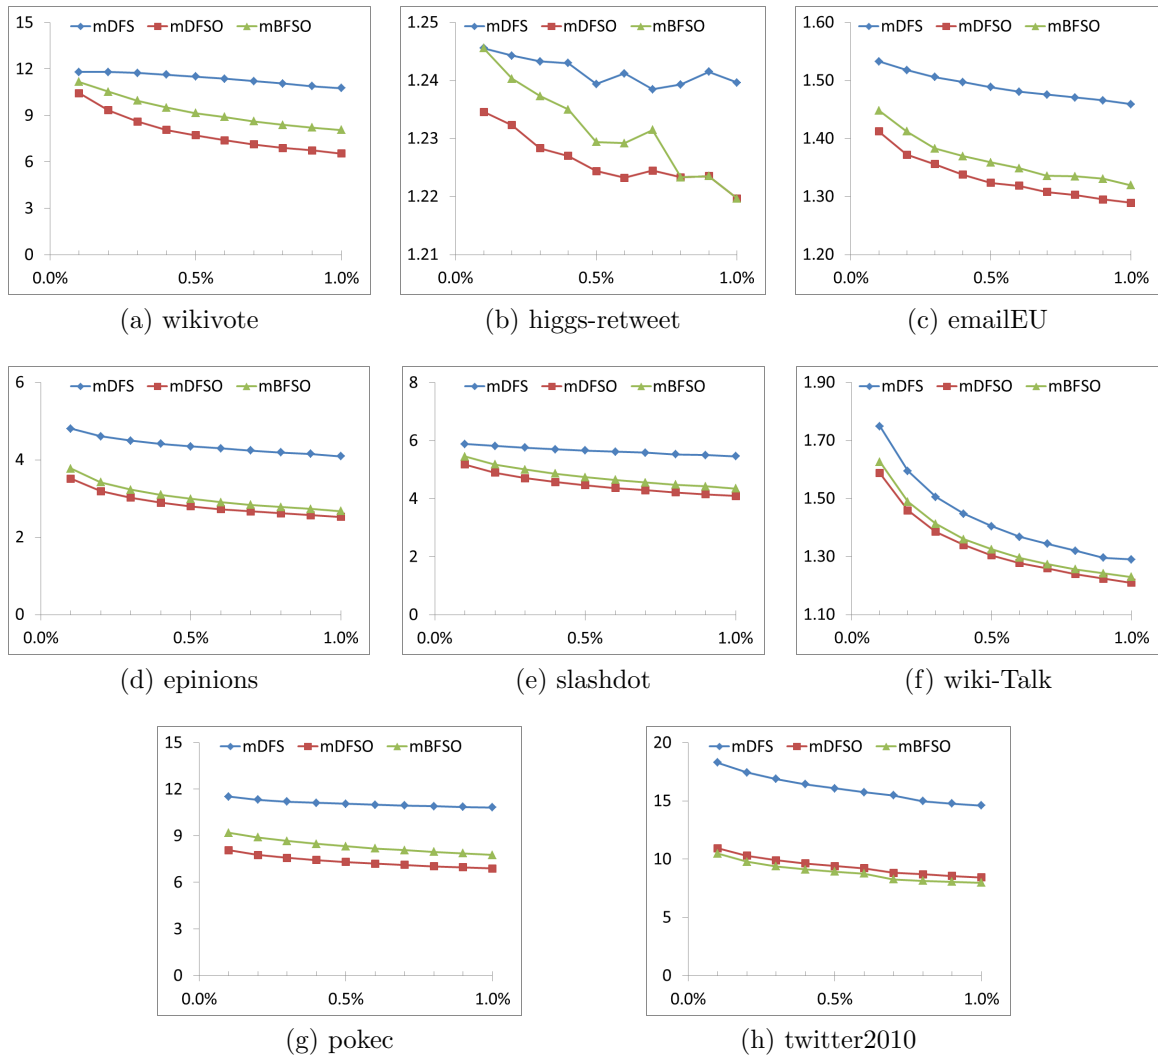 mDFS mDFSO mBFSO
15
12
9
6
3
0
0.0% 0.5% 1.0%
(a) wikivote
mDFS mDFSO mBFSO
1.25
1.24
1.23
1.22
1.21
0.0% 0.5% 1.0%
(b) higgs-retweet
mDFS mDFSO mBFSO
1.60
1.50
1.40
1.30
1.20
0.0% 0.5% 1.0%
(c) emailEU
mDFS mDFSO mBFSO
6
4
2
0
0.0% 0.5% 1.0%
(d) epinions
mDFS mDFSO mBFSO
8
6
4
2
0
0.0% 0.5% 1.0%
(e) slashdot
mDFS mDFSO mBFSO
1.90
1.70
1.50
1.30
1.10
0.0% 0.5% 1.0%
(f) wiki-Talk
mDFS mDFSO mBFSO
15
12
9
6
3
0
0.0% 0.5% 1.0%
(g) pokec
mDFS mDFSO mBFSO
20
15
10
5
0
0.0% 0.5% 1.0%
(h) twitter2010